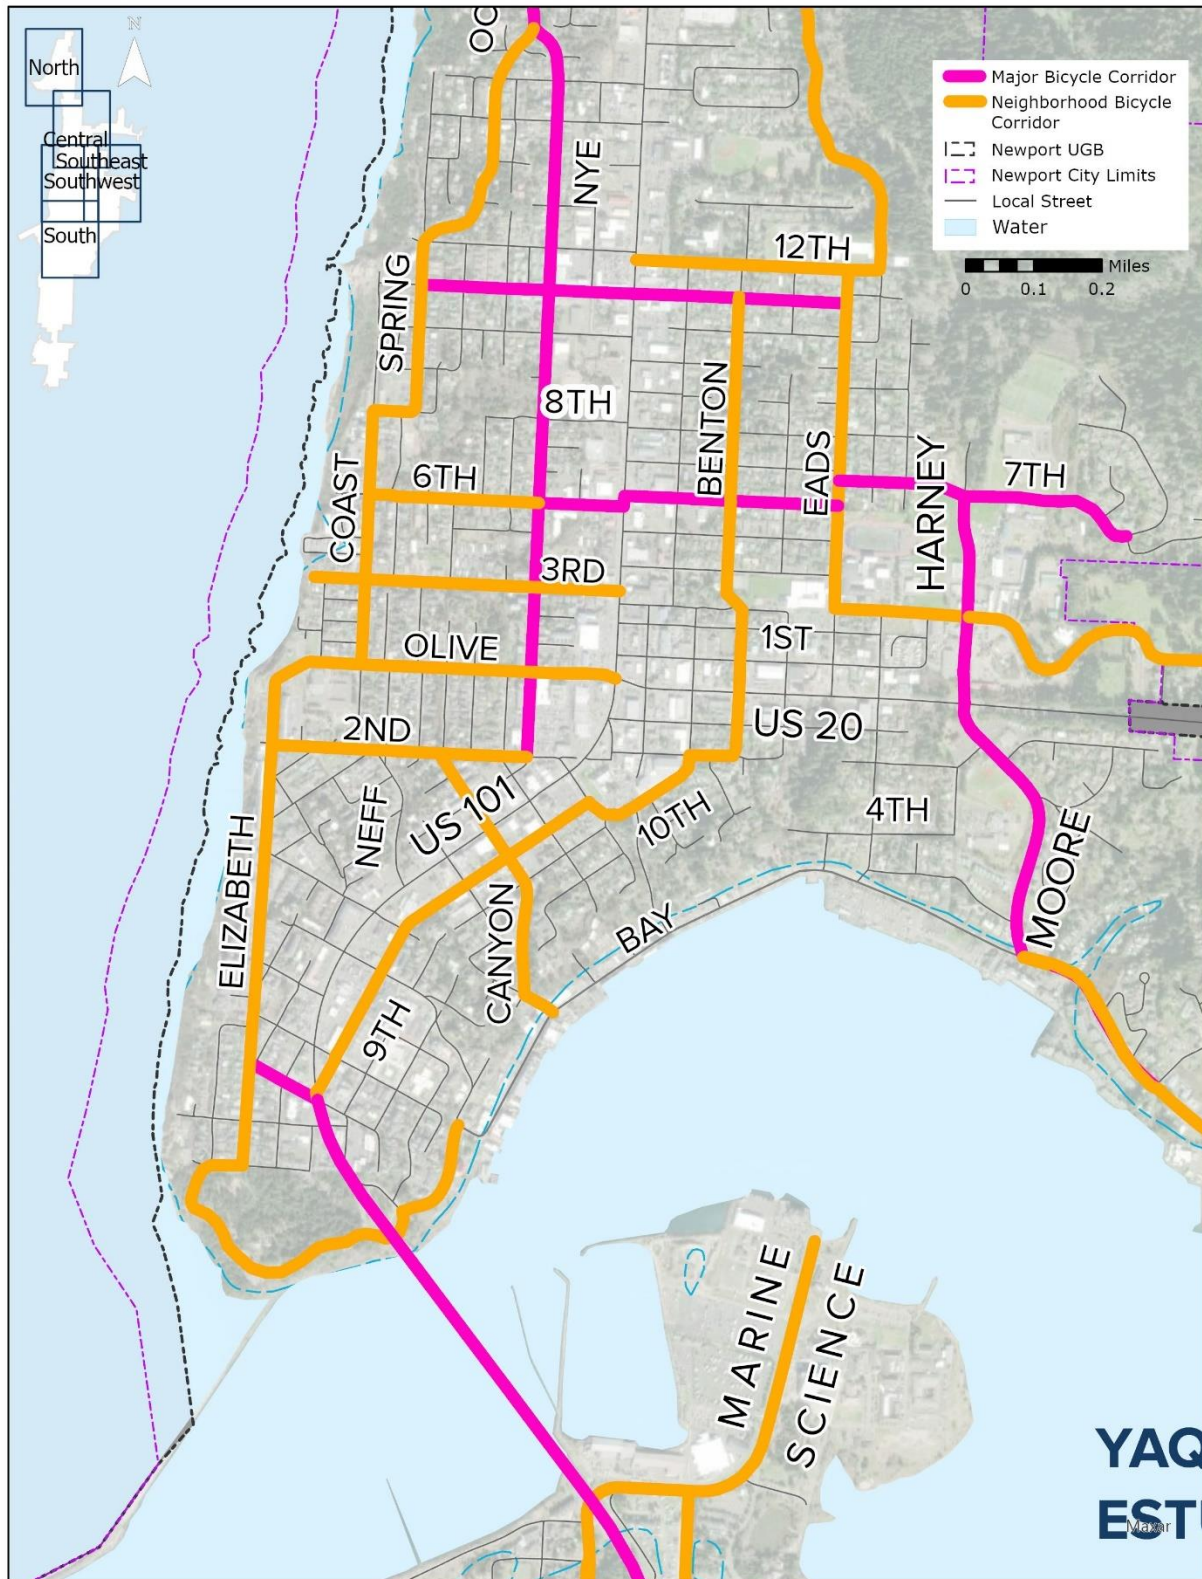 N
North
Central
Southeast
Southwest
South
Major Bicycle Corridor
Neighborhood Bicycle
Corridor
Newport UGB
Newport City Limits
Local Street
Water
Miles
0 0.1 0.2
OC
NYE
12TH
SPRING
8TH
BENTON
EADS
HARNEY
7TH
6TH
COAST
3RD
1ST
OLIVE
US 20
2ND
US 101
NEFF
10TH
4TH
MOORE
ELIZABETH
CANYON
BAY
9TH
MARINE
SCIENCE
YAQ
ESTU
Maxar